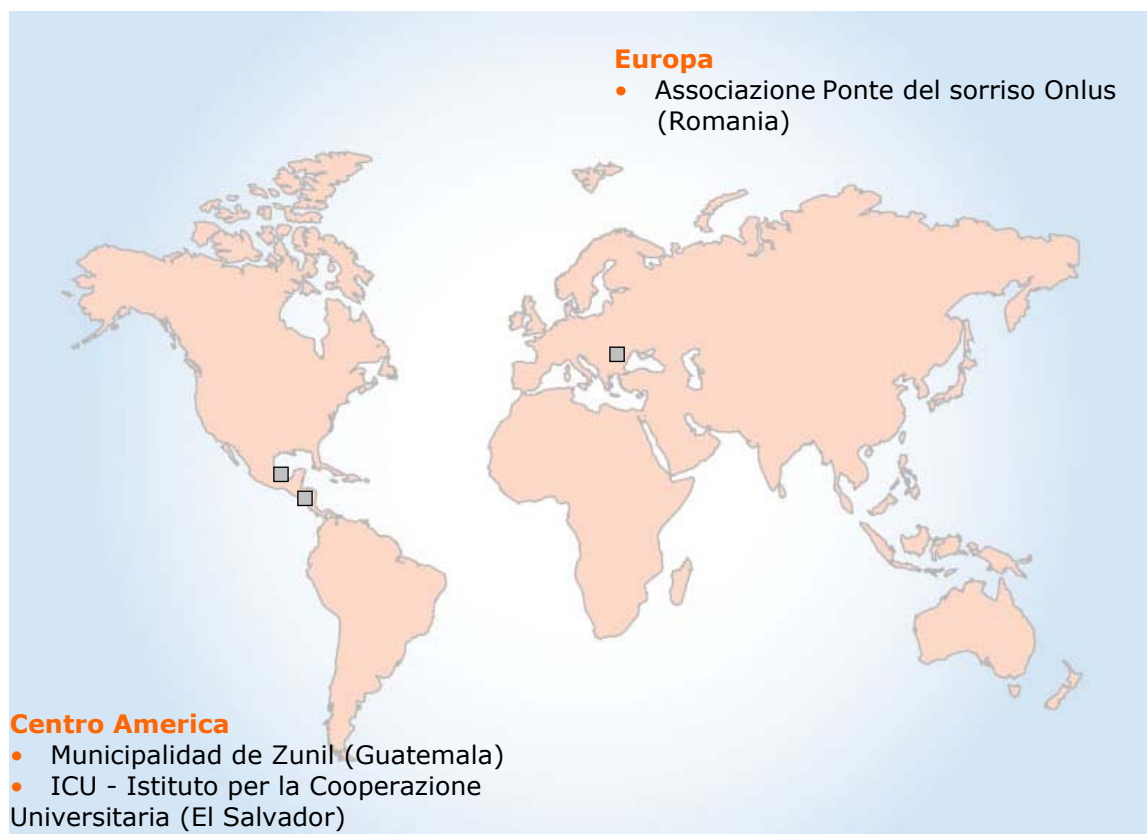 Europa
• Associazione Ponte del sorriso Onlus
(Romania)
Centro America
• Municipalidad de Zunil (Guatemala)
• ICU - Istituto per la Cooperazione
Universitaria (El Salvador)